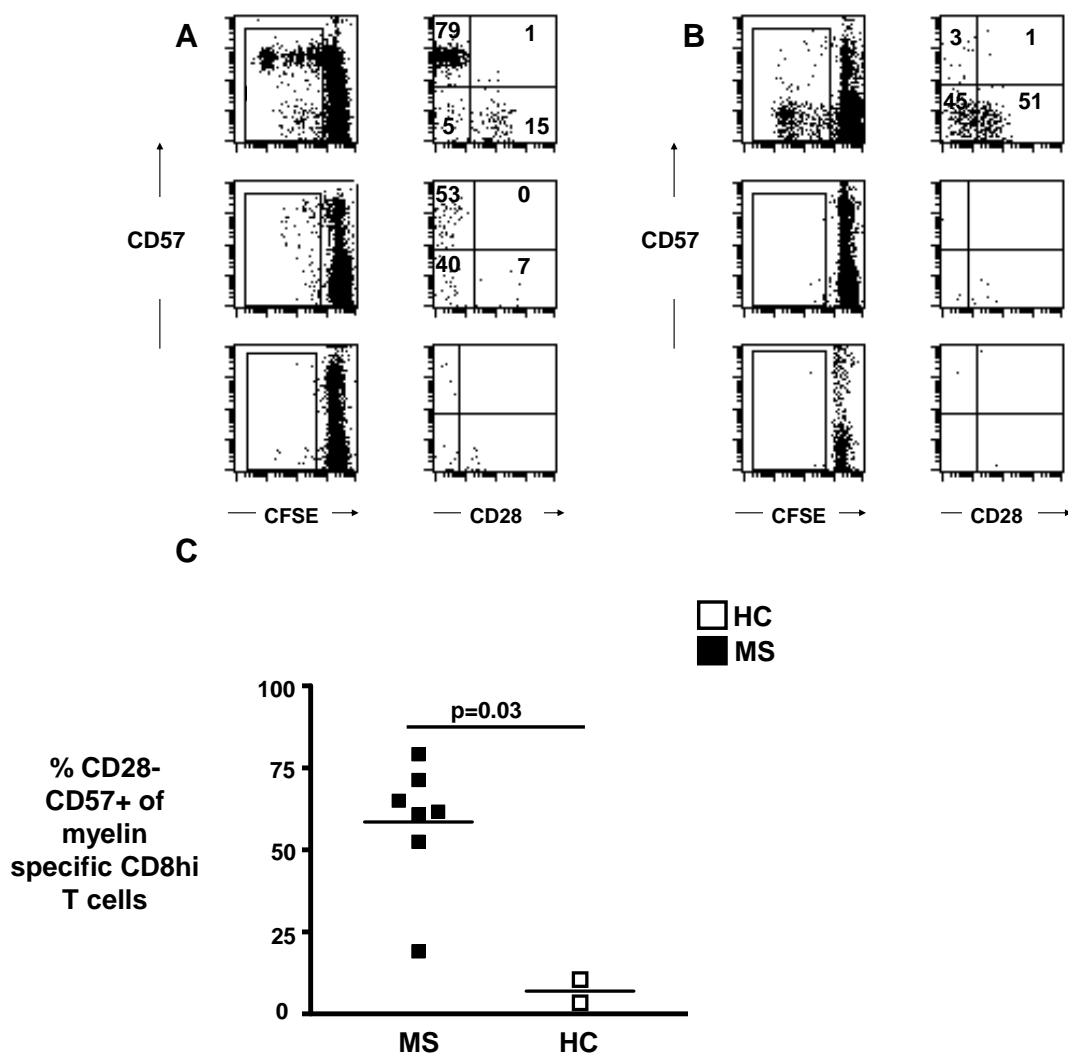 A
B
79
1
5
15
3
1
45
51
CD57
53
0
40
7
CD57
CFSE
CD28
CFSE
CD28
C
HC
MS
p=0.03
100
75
50
25
0
% CD28-
CD57+ of
myelin
specific CD8hi
T cells
MS
HC